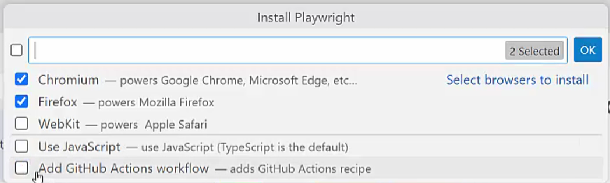 Install Playwright
2 Selected
OK
Chromium — powers Google Chrome, Microsoft Edge, etc...
Select browsers to install
Firefox — powers Mozilla Firefox
WebKit — powers Apple Safari
Use JavaScript — use JavaScript (TypeScript is the default)
Add GitHub Actions workflow — adds GitHub Actions recipe